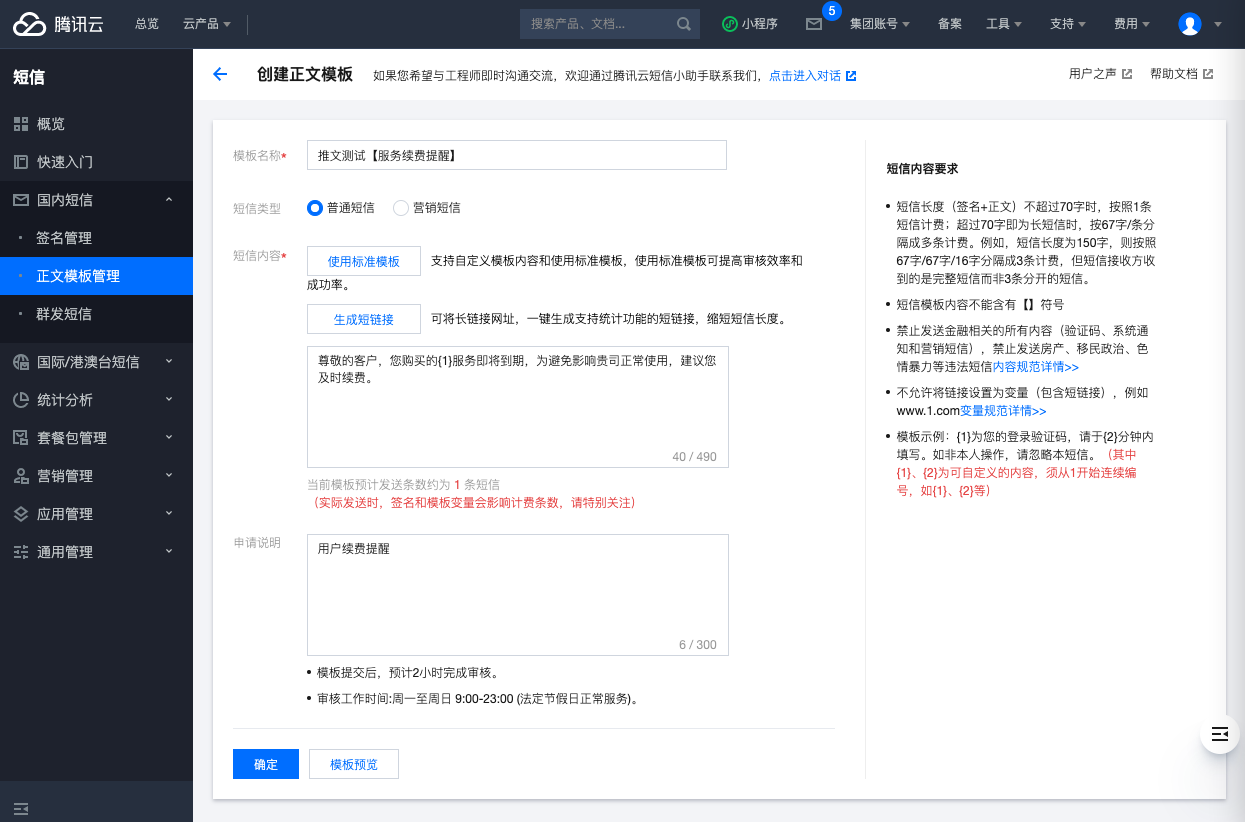 腾讯云
总览
云产品
搜索产品、文档...
小程序
5
集团账号
备案
工具
支持
费用
短信
概览
快速入门
国内短信
签名管理
正文模板管理
群发短信
国际/港澳台短信
统计分析
套餐包管理
营销管理
应用管理
通用管理
创建正文模板
如果您希望与工程师即时沟通交流，欢迎通过腾讯云短信小助手联系我们，点击进入对话
用户之声
帮助文档
模板名称*
推文测试【服务续费提醒】
短信类型
普通短信
营销短信
短信内容*
使用标准模板 支持自定义模板内容和使用标准模板，使用标准模板可提高审核效率和
成功率。
生成短链接 可将长链接网址，一键生成支持统计功能的短链接，缩短短信长度。
尊敬的客户，您购买的{1}服务即将到期，为避免影响贵司正常使用，建议您
及时续费。
40 / 490
当前模板预计发送条数约为 1 条短信
（实际发送时，签名和模板变量会影响计费条数，请特别关注）
申请说明
用户续费提醒
6 / 300
• 模板提交后，预计2小时完成审核。
• 审核工作时间:周一至周日 9:00-23:00 (法定节假日正常服务)。
确定
模板预览
短信内容要求
• 短信长度（签名+正文）不超过70字时，按照1条
短信计费；超过70字即为长短信时，按67字/条分
隔成多条计费。例如，短信长度为150字，则按照
67字/67字/16字分隔成3条计费，但短信接收方收
到的是完整短信而非3条分开的短信。
• 短信模板内容不能含有【】符号
• 禁止发送金融相关的所有内容（验证码、系统通
知和营销短信），禁止发送房产、移民政治、色
情暴力等违法短信内容规范详情>>
• 不允许将链接设置为变量（包含短链接），例如
www.1.com变量规范详情>>
• 模板示例：{1}为您的登录验证码，请于{2}分钟内
填写。如非本人操作，请忽略本短信。（其中
{1}、{2}为可自定义的内容，须从1开始连续编
号，如{1}、{2}等）